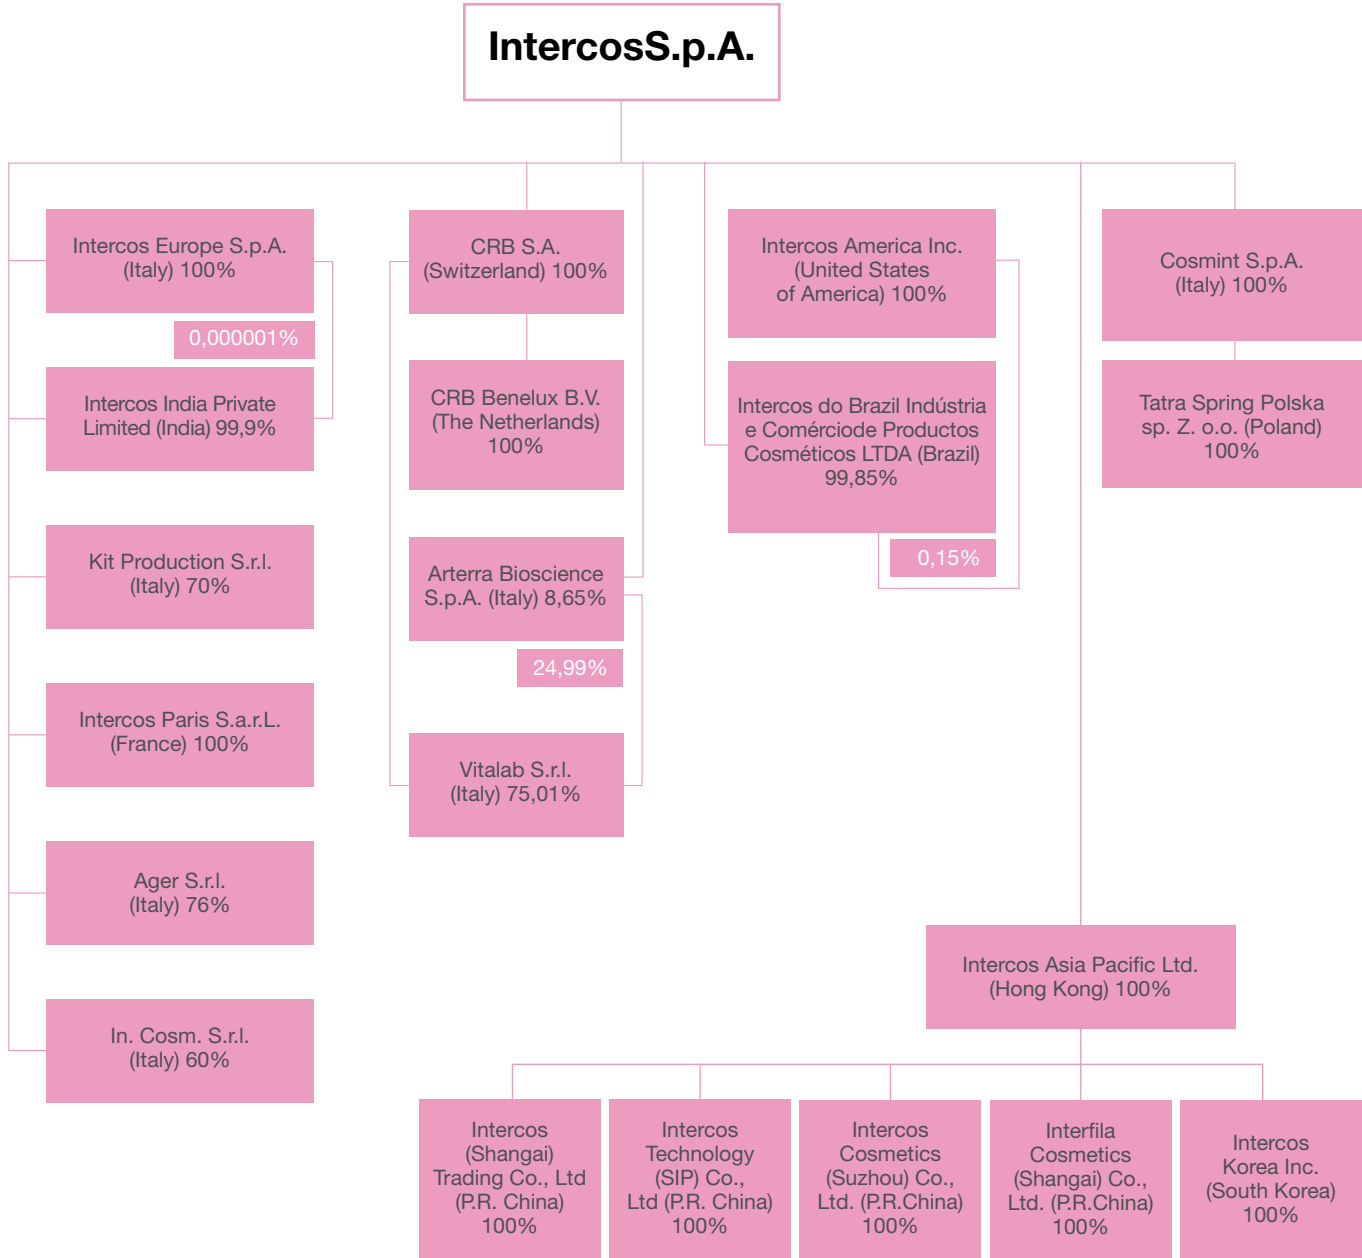 IntercosS.p.A.
Intercos Europe S.p.A.
(Italy) 100%
0,000001%
Intercos India Private
Limited (India) 99,9%
Kit Production S.r.l.
(Italy) 70%
Intercos Paris S.a.r.L.
(France) 100%
Ager S.r.l.
(Italy) 76%
In. Cosm. S.r.l.
(Italy) 60%
CRB S.A.
(Switzerland) 100%
CRB Benelux B.V.
(The Netherlands)
100%
Arterra Bioscience
S.p.A. (Italy) 8,65%
24,99%
Vitalab S.r.l.
(Italy) 75,01%
Intercos America Inc.
(United States
of America) 100%
Intercos do Brazil Indústria
e Comérciode Productos
Cosméticos LTDA (Brazil)
99,85%
0,15%
Cosmint S.p.A.
(Italy) 100%
Tatra Spring Polska
sp. Z. o.o. (Poland)
100%
Intercos Asia Pacific Ltd.
(Hong Kong) 100%
Intercos
(Shangai)
Trading Co., Ltd
(P.R. China)
100%
Intercos
Technology
(SIP) Co.,
Ltd (P.R. China)
100%
Intercos
Cosmetics
(Suzhou) Co.,
Ltd. (P.R.China)
100%
Interfila
Cosmetics
(Shangai) Co.,
Ltd. (P.R.China)
100%
Intercos
Korea Inc.
(South Korea)
100%